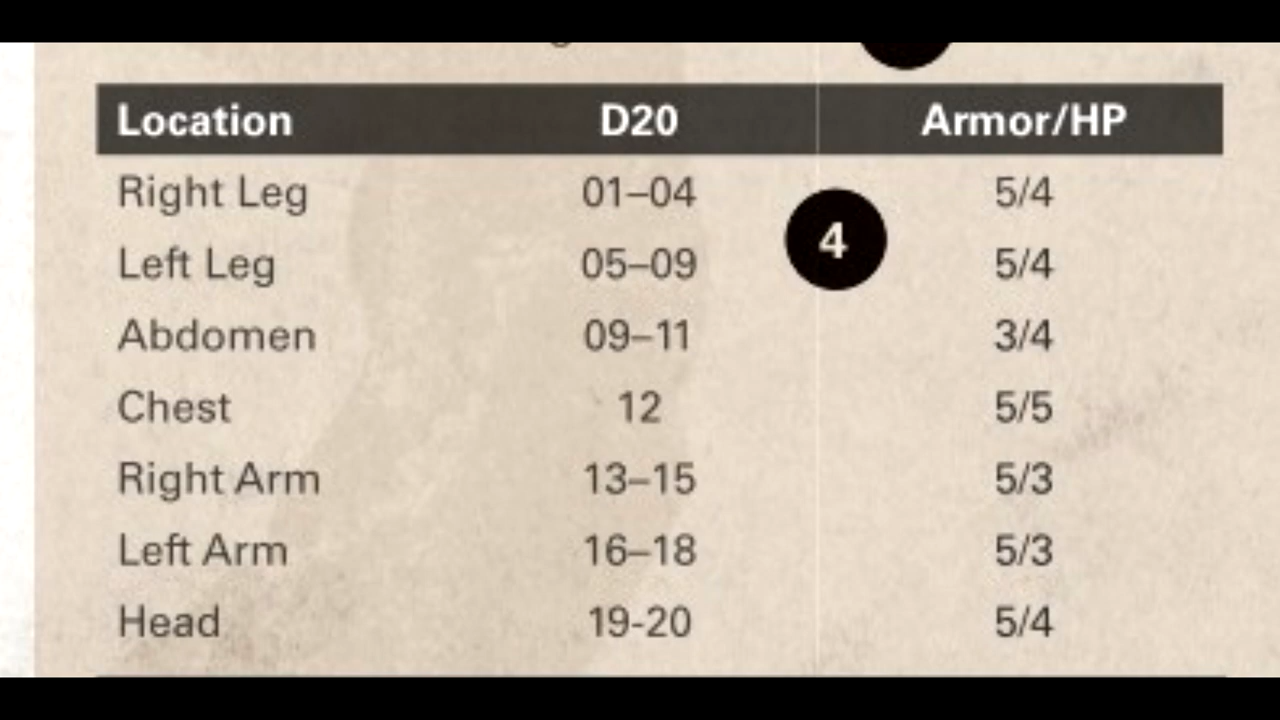 Location D20 Armor/HP
Right Leg 01–04 5/4
4
Left Leg 05–09 5/4
Abdomen 09–11 3/4
Chest 12 5/5
Right Arm 13–15 5/3
Left Arm 16–18 5/3
Head 19-20 5/4